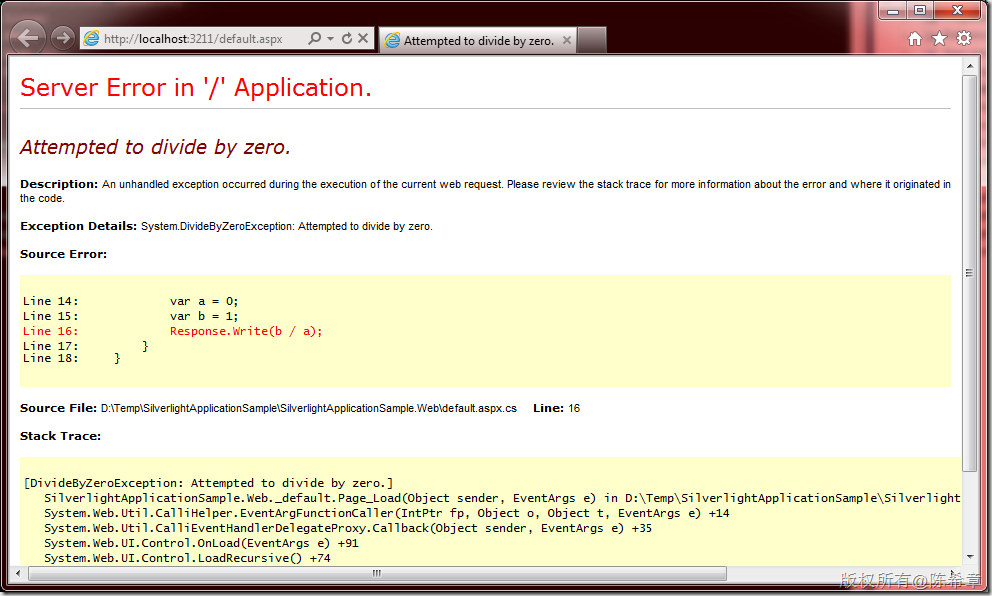 http://localhost:3211/default.aspx
Attempted to divide by zero.
Server Error in '/' Application.
Attempted to divide by zero.
Description: An unhandled exception occurred during the execution of the current web request. Please review the stack trace for more information about the error and where it originated in
the code.
Exception Details: System.DivideByZeroException: Attempted to divide by zero.
Source Error:
Line 14:             var a = 0;
Line 15:             var b = 1;
Line 16:             Response.Write(b / a);
Line 17:         }
Line 18:     }
Source File: D:\Temp\SilverlightApplicationSample\SilverlightApplicationSample.Web\default.aspx.cs    Line: 16
Stack Trace:
[DivideByZeroException: Attempted to divide by zero.]
   SilverlightApplicationSample.Web._default.Page_Load(Object sender, EventArgs e) in D:\Temp\SilverlightApplicationSample\Silverlight
   System.Web.Util.CalliHelper.EventArgFunctionCaller(IntPtr fp, Object o, Object t, EventArgs e) +14
   System.Web.Util.CalliEventHandlerDelegateProxy.Callback(Object sender, EventArgs e) +35
   System.Web.UI.Control.OnLoad(EventArgs e) +91
   System.Web.UI.Control.LoadRecursive() +74
版权所有@陈希章